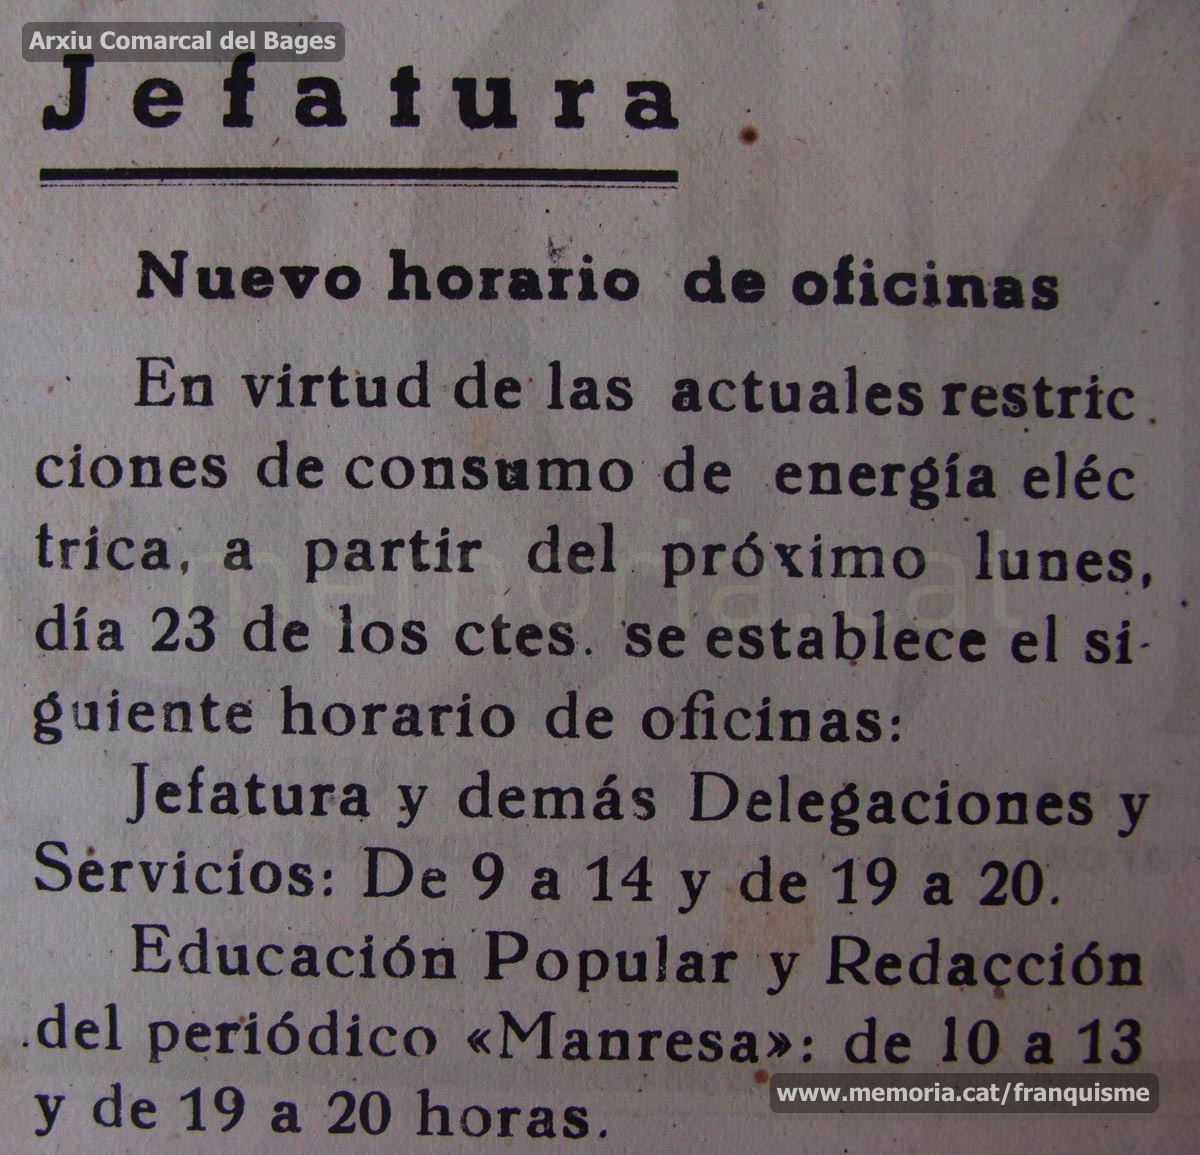 Arxiu Comarcal del Bages
Jefatura
Nuevo horario de oficinas
En virtud de las actuales restric
ciones de consumo de energía eléc
trica, a partir del próximo lunes,
día 23 de los ctes. se establece el si-
guiente horario de oficinas:
Jefatura y demás Delegaciones y
Servicios: De 9 a 14 y de 19 a 20.
Educación Popular y Redacción
del periódico «Manresa»: de 10 a 13
y de 19 a 20 horas.
memoria.cat
www.memoria.cat/franquisme